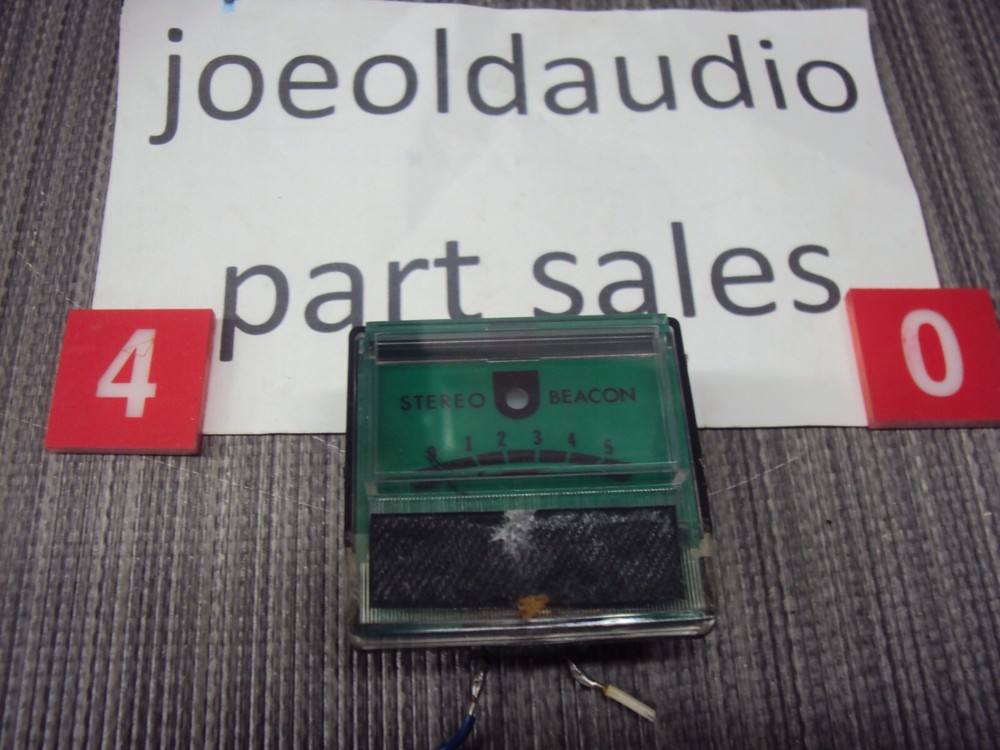 joeoldaudio
part sales
4 0
STEREO BEACON
0 1 2 3 4 5